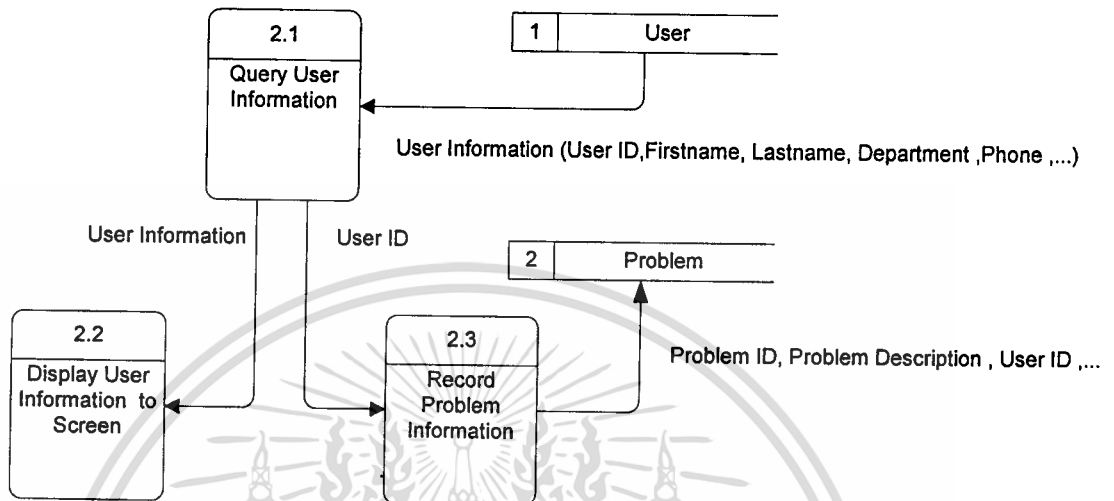 2.1
Query User
Information
1
User
User Information (User ID,Firstname, Lastname, Department ,Phone ,...)
User Information
User ID
2
Problem
2.2
Display User
Information to
Screen
2.3
Record
Problem
Information
Problem ID, Problem Description , User ID ,...